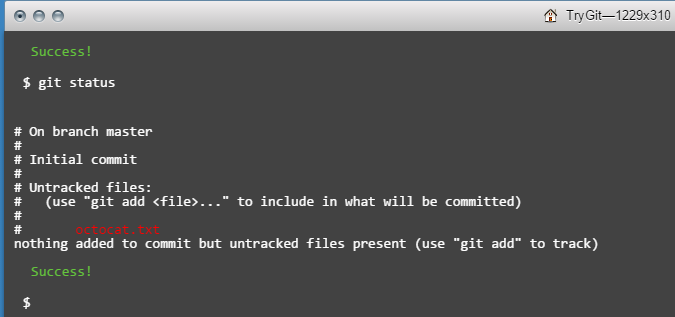 TryGit—1229x310
Success!
$ git status
# On branch master
#
# Initial commit
#
# Untracked files:
# (use "git add <file>..." to include in what will be committed)
#
# octocat.txt
nothing added to commit but untracked files present (use "git add" to track)
Success!
$